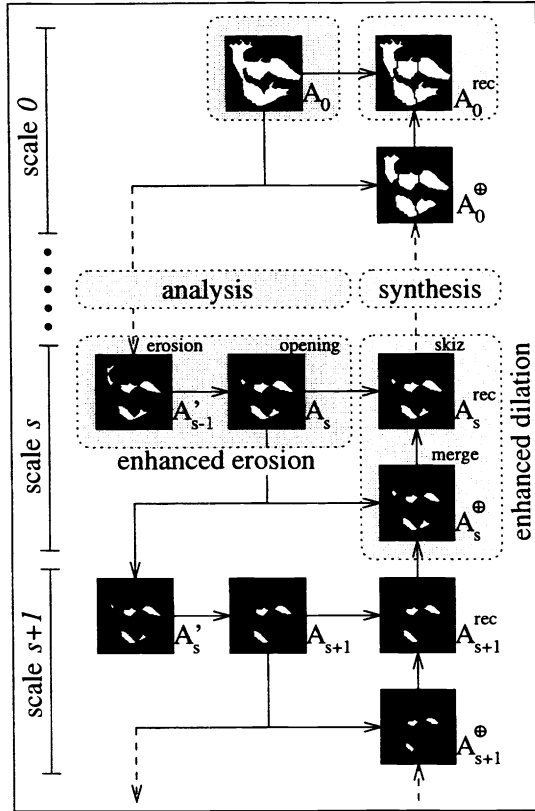 scale 0
A₀
A₀ʳᵉᶜ
A₀⊕
analysis
synthesis
scale s
erosion
opening
skiz
A'ₛ₋₁
Aₛ
Aₛʳᵉᶜ
enhanced erosion
merge
Aₛ⊕
enhanced dilation
scale s+1
Aₛ'
Aₛ₊₁
Aₛ₊₁ʳᵉᶜ
Aₛ₊₁⊕